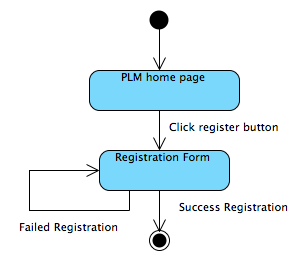 PLM home page
Click register button
Registration Form
Success Registration
Failed Registration